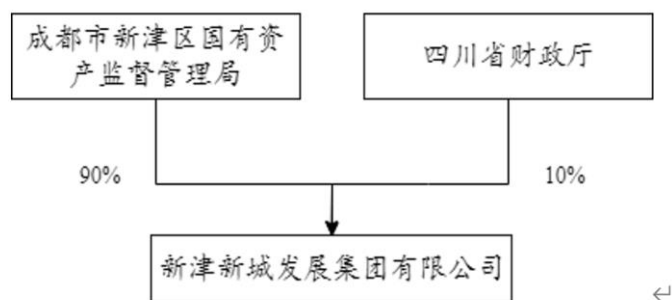 成都市新津区国有资
产监督管理局
四川省财政厅
90%
10%
新津新城发展集团有限公司